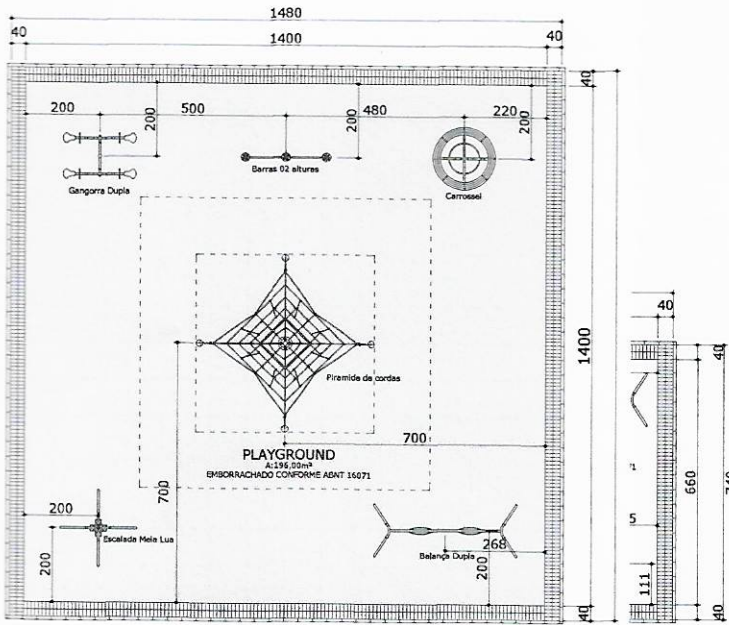 1480
40 1400 40
40
200 500 480 220
200 200 200
Gangorra Dupla
Barras 02 alturas
Carrossel
40
1400
40
Piramide de cordas
700
660
PLAYGROUND
A:196,00m²
EMBORRACHADO CONFORME ABNT 16071
700
200
Escalada Meia Lua
5
268
Balança Dupla
200
200
111
40
40